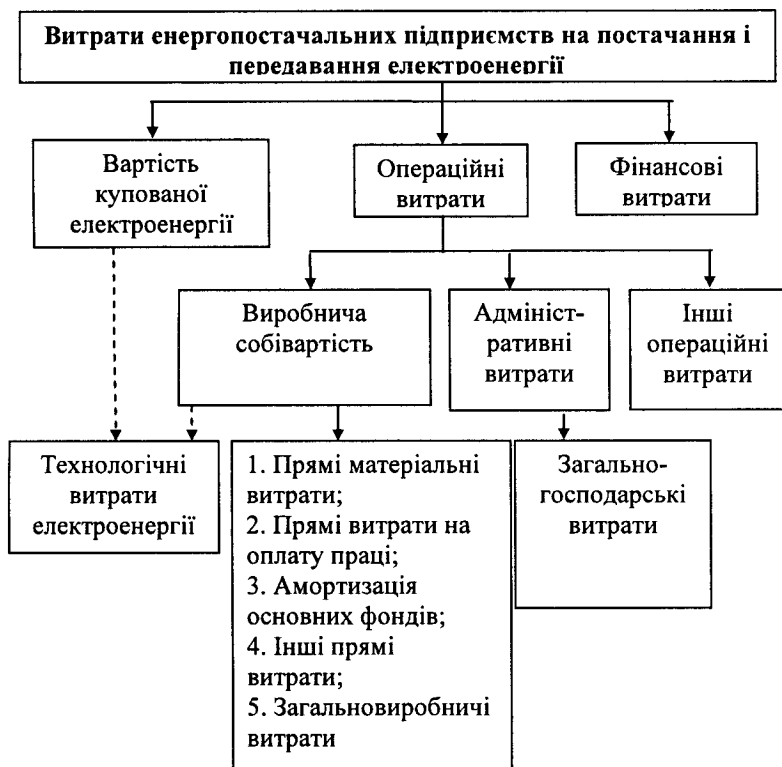 Витрати енергопостачальних підприємств на постачання і
передавання електроенергії
Вартість
купованої
електроенергії
Операційні
витрати
Фінансові
витрати
Виробнича
собівартість
Адмініст-
ративні
витрати
Інші
операційні
витрати
Технологічні
витрати
електроенергії
1. Прямі матеріальні
витрати;
2. Прямі витрати на
оплату праці;
3. Амортизація
основних фондів;
4. Інші прямі
витрати;
5. Загальновиробничі
витрати
Загально-
господарські
витрати